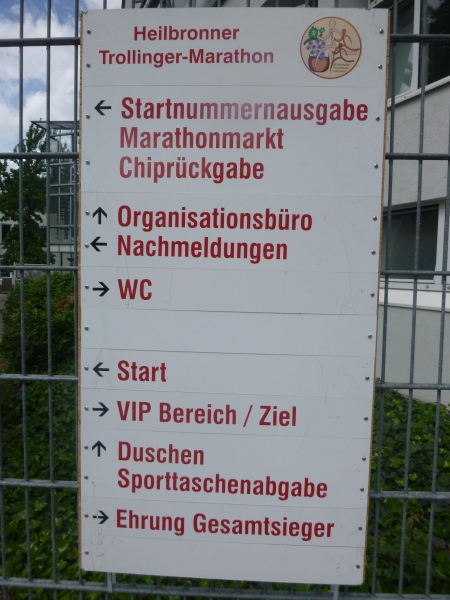 Heilbronner
Trollinger-Marathon
← Startnummernausgabe
Marathonmarkt
Chiprückgabe
↑ Organisationsbüro
← Nachmeldungen
→ WC
← Start
→ VIP Bereich / Ziel
↑ Duschen
Sporttaschenabgabe
→ Ehrung Gesamtsieger